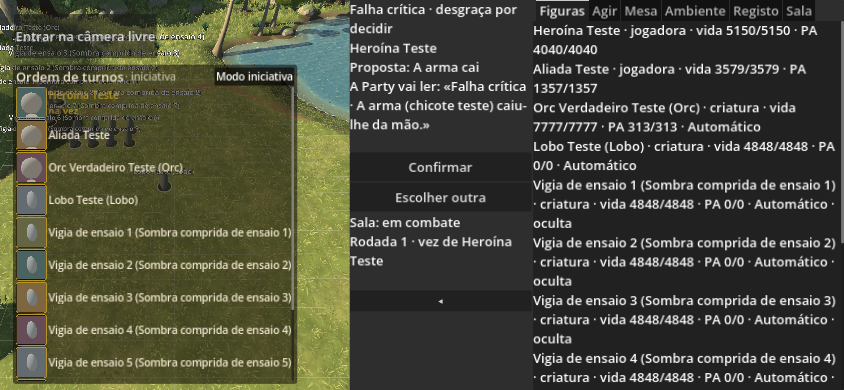 Entrar na câmera livre
Ordem de turnos · iniciativa
Modo iniciativa
Heroína Teste
na vez
Aliada Teste
Orc Verdadeiro Teste (Orc)
Lobo Teste (Lobo)
Vigia de ensaio 1 (Sombra comprida de ensaio 1)
Vigia de ensaio 2 (Sombra comprida de ensaio 2)
Vigia de ensaio 3 (Sombra comprida de ensaio 3)
Vigia de ensaio 4 (Sombra comprida de ensaio 4)
Vigia de ensaio 5 (Sombra comprida de ensaio 5)
Falha crítica · desgraça por
decidir
Heroína Teste
Proposta: A arma cai
A Party vai ler: «Falha crítica
· A arma (chicote teste) caiu-
lhe da mão.»
Confirmar
Escolher outra
Sala: em combate
Rodada 1 · vez de Heroína
Teste
Figuras Agir Mesa Ambiente Registo Sala
Heroína Teste · jogadora · vida 5150/5150 · PA
4040/4040
Aliada Teste · jogadora · vida 3579/3579 · PA
1357/1357
Orc Verdadeiro Teste (Orc) · criatura · vida
7777/7777 · PA 313/313 · Automático
Lobo Teste (Lobo) · criatura · vida 4848/4848 · PA
0/0 · Automático
Vigia de ensaio 1 (Sombra comprida de ensaio 1)
· criatura · vida 4848/4848 · PA 0/0 · Automático ·
oculta
Vigia de ensaio 2 (Sombra comprida de ensaio 2)
· criatura · vida 4848/4848 · PA 0/0 · Automático ·
oculta
Vigia de ensaio 3 (Sombra comprida de ensaio 3)
· criatura · vida 4848/4848 · PA 0/0 · Automático ·
oculta
Vigia de ensaio 4 (Sombra comprida de ensaio 4)
· criatura · vida 4848/4848 · PA 0/0 · Automático ·